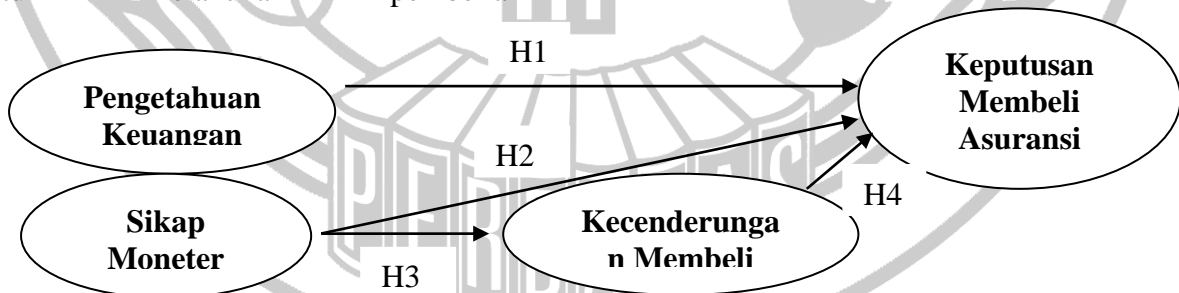 H1
Keputusan
Membeli
Asuransi
Pengetahuan
Keuangan
H2
H4
Sikap
Moneter
Kecenderunga
n Membeli
H3